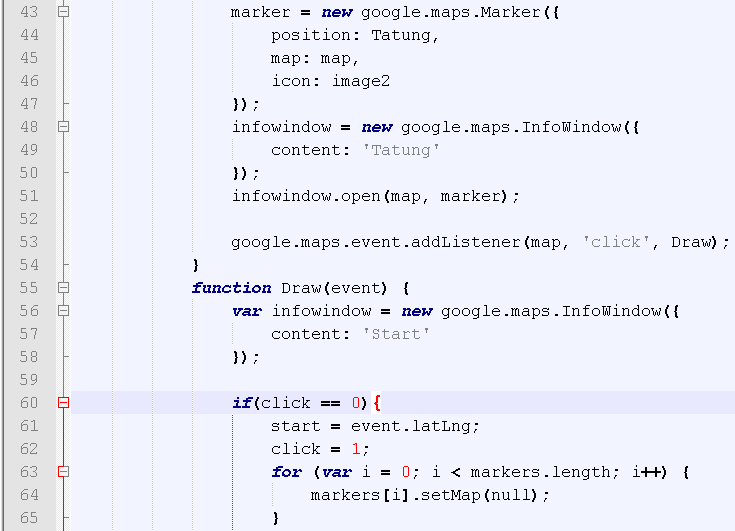 43 marker = new google.maps.Marker({
44 position: Tatung,
45 map: map,
46 icon: image2
47 });
48 infowindow = new google.maps.InfoWindow({
49 content: 'Tatung'
50 });
51 infowindow.open(map, marker);
52
53 google.maps.event.addListener(map, 'click', Draw);
54 }
55 function Draw(event) {
56 var infowindow = new google.maps.InfoWindow({
57 content: 'Start'
58 });
59
60 if(click == 0){
61 start = event.latLng;
62 click = 1;
63 for (var i = 0; i < markers.length; i++) {
64 markers[i].setMap(null);
65 }